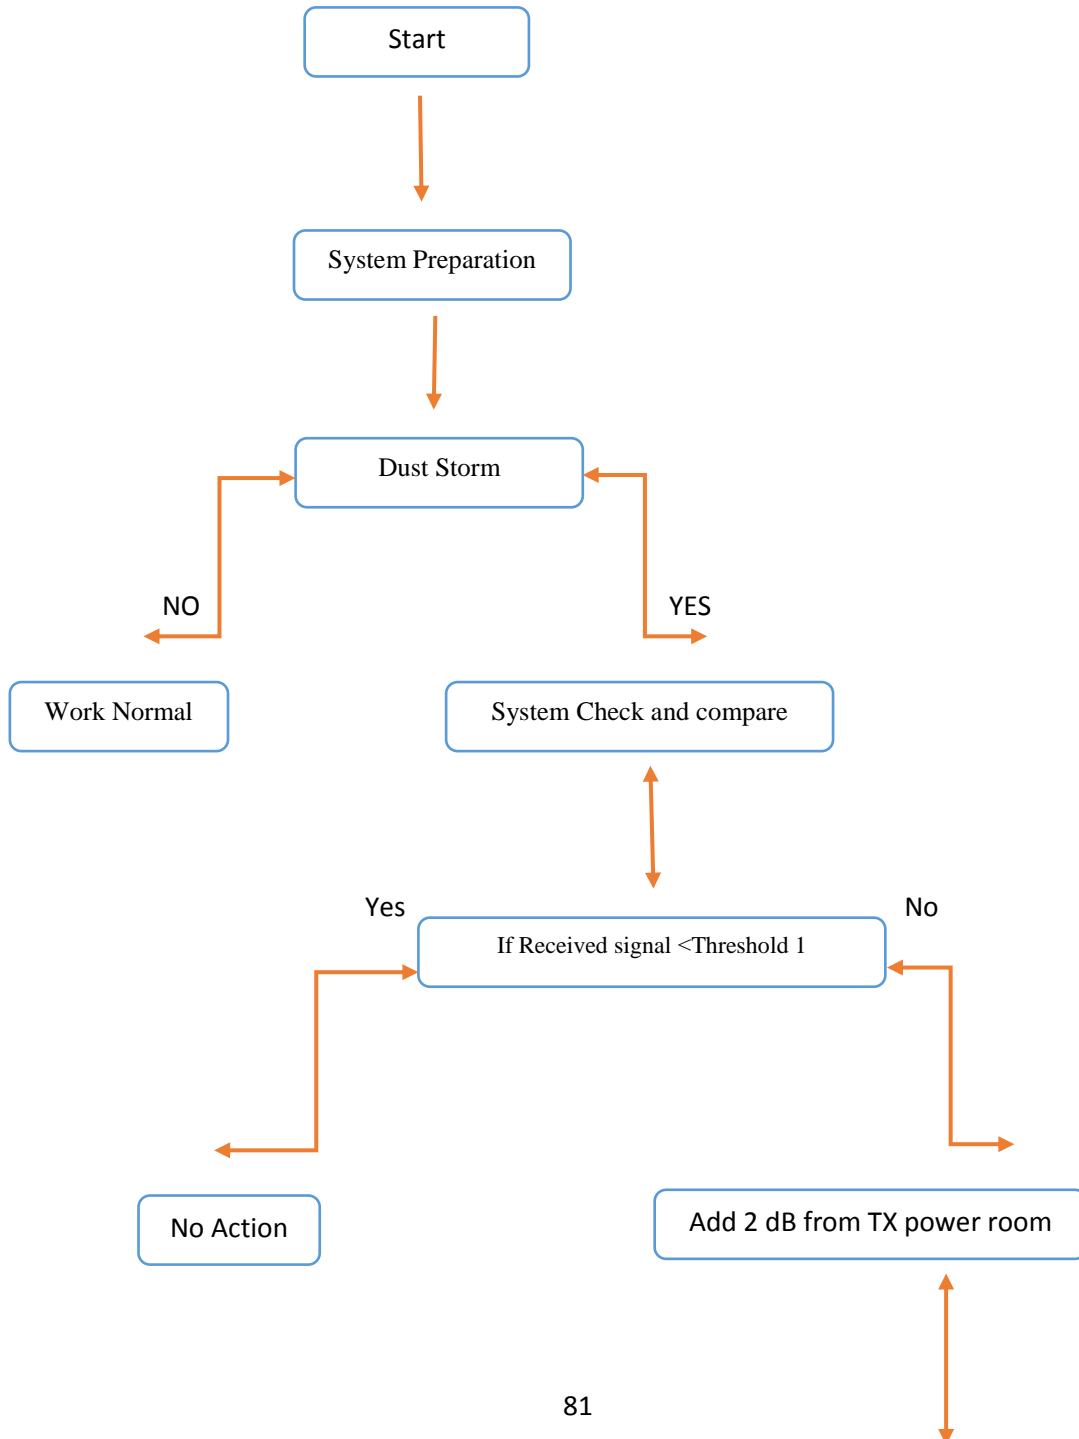 Start
System Preparation
Dust Storm
NO
YES
Work Normal
System Check and compare
Yes
No
If Received signal <Threshold 1
No Action
Add 2 dB from TX power room
81